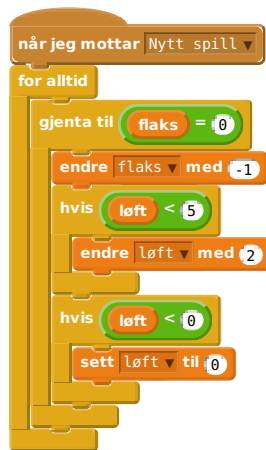 når jeg mottar Nytt spill
for alltid
gjenta til flaks = 0
endre flaks med -1
hvis løft < 5
endre løft med 2
hvis løft < 0
sett løft til 0